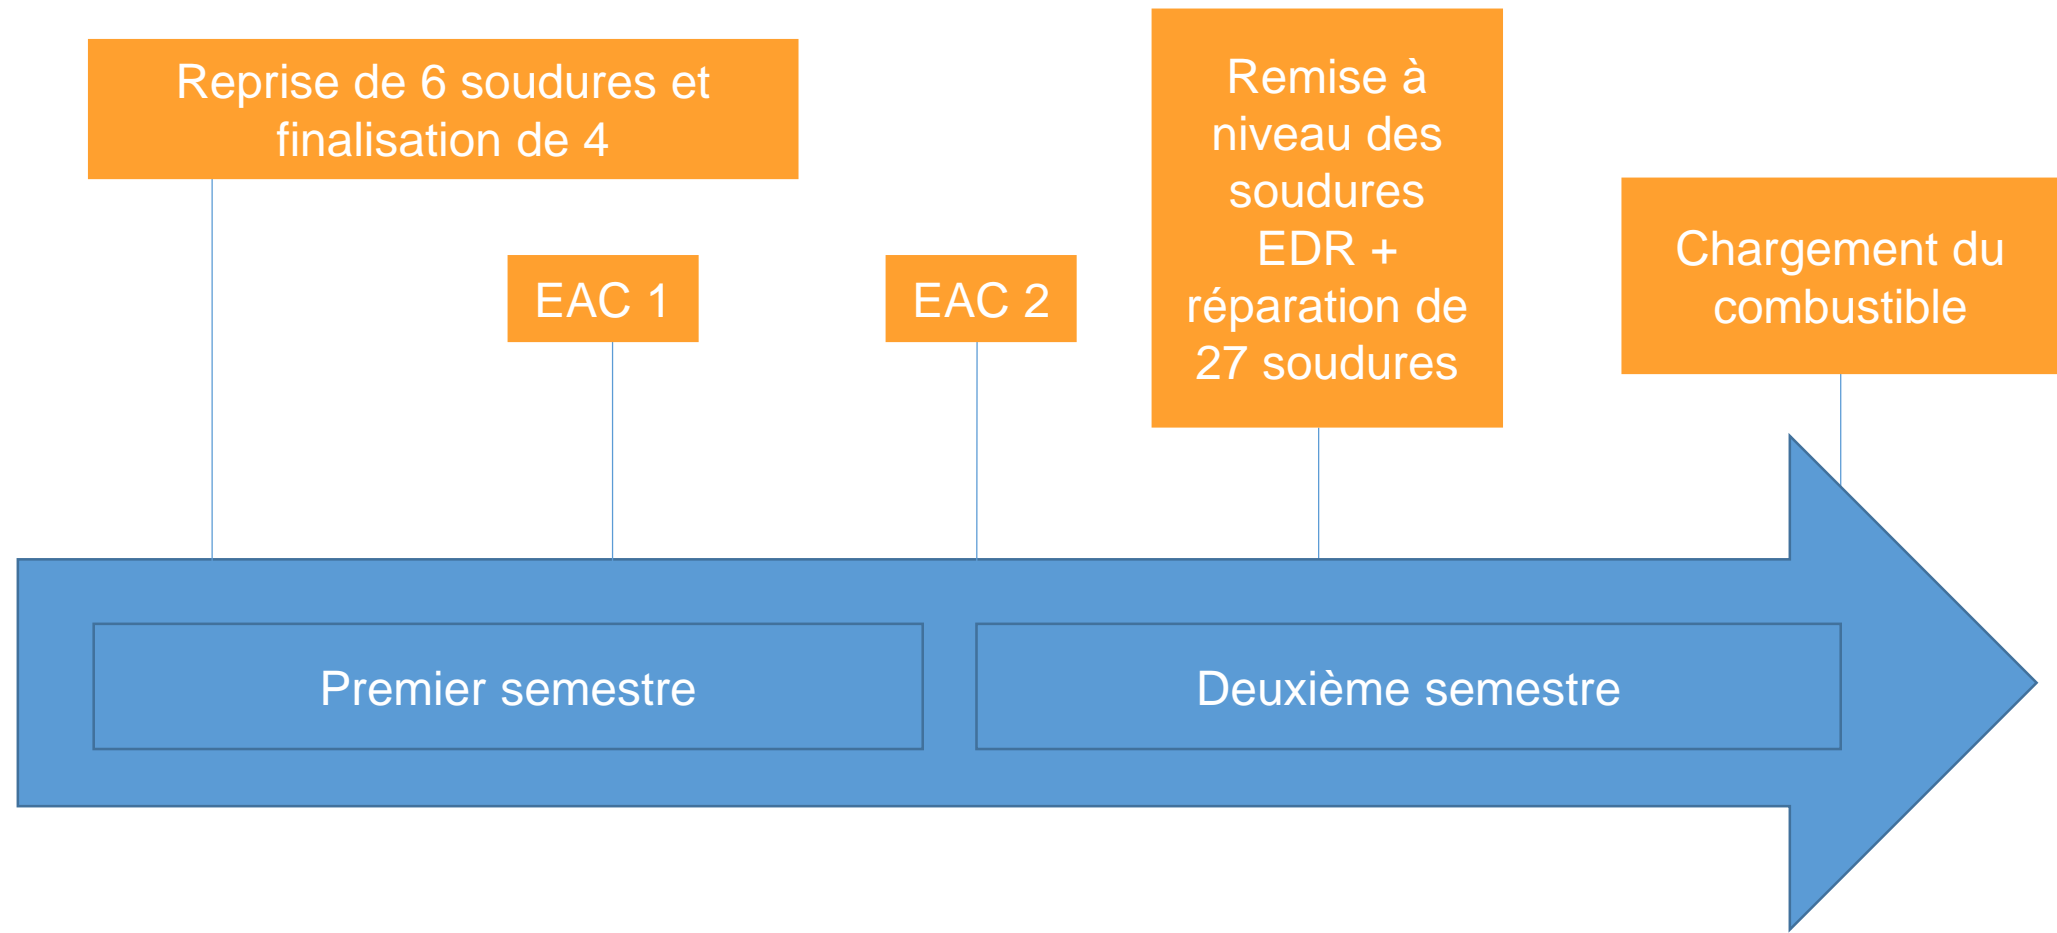 Reprise de 6 soudures et
finalisation de 4
EAC 1
EAC 2
Remise à
niveau des
soudures
EDR +
réparation de
27 soudures
Chargement du
combustible
Premier semestre
Deuxième semestre